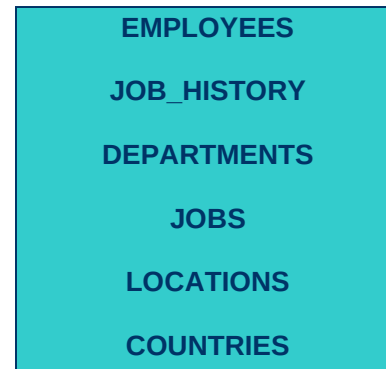 EMPLOYEES
JOB_HISTORY
DEPARTMENTS
JOBS
LOCATIONS
COUNTRIES